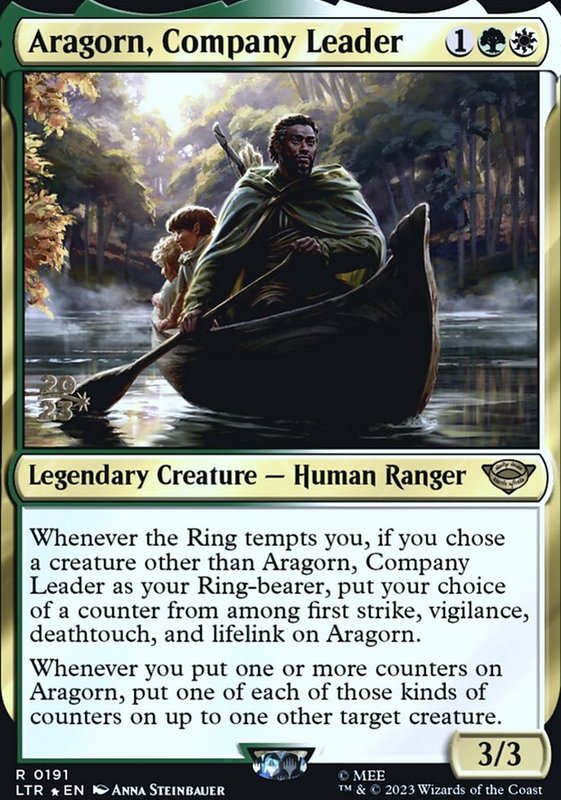 Aragorn, Company Leader
1
20
23
Legendary Creature — Human Ranger
Whenever the Ring tempts you, if you chose
a creature other than Aragorn, Company
Leader as your Ring-bearer, put your choice
of a counter from among first strike, vigilance,
deathtouch, and lifelink on Aragorn.
Whenever you put one or more counters on
Aragorn, put one of each of those kinds of
counters on up to one other target creature.
3/3
R 0191
LTR ★ EN Anna Steinbauer
© MEE
™ & © 2023 Wizards of the Coast